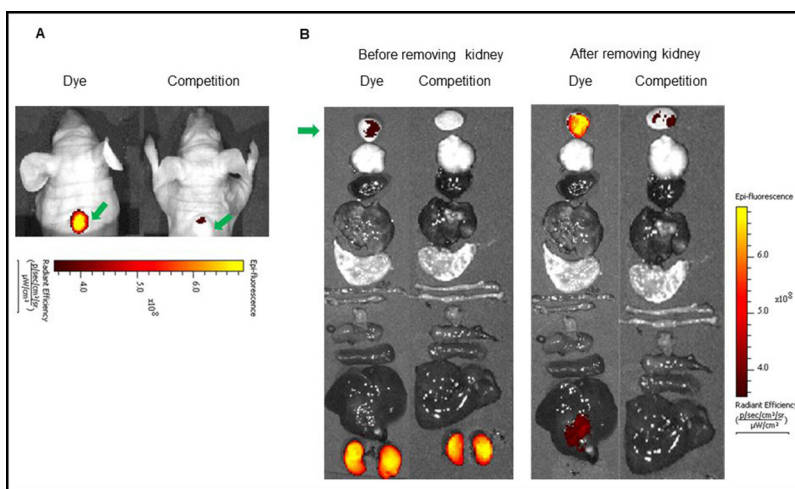 A
Dye
Competition
Radiant Efficiency
(p/sec/cm²/sr
µW/cm²)
4.0
5.0
x10⁸
6.0
Epi-fluorescence
B
Before removing kidney
Dye
Competition
After removing kidney
Dye
Competition
Epi-fluorescence
6.0
x10⁸
5.0
4.0
Radiant Efficiency
(p/sec/cm²/sr
µW/cm²)